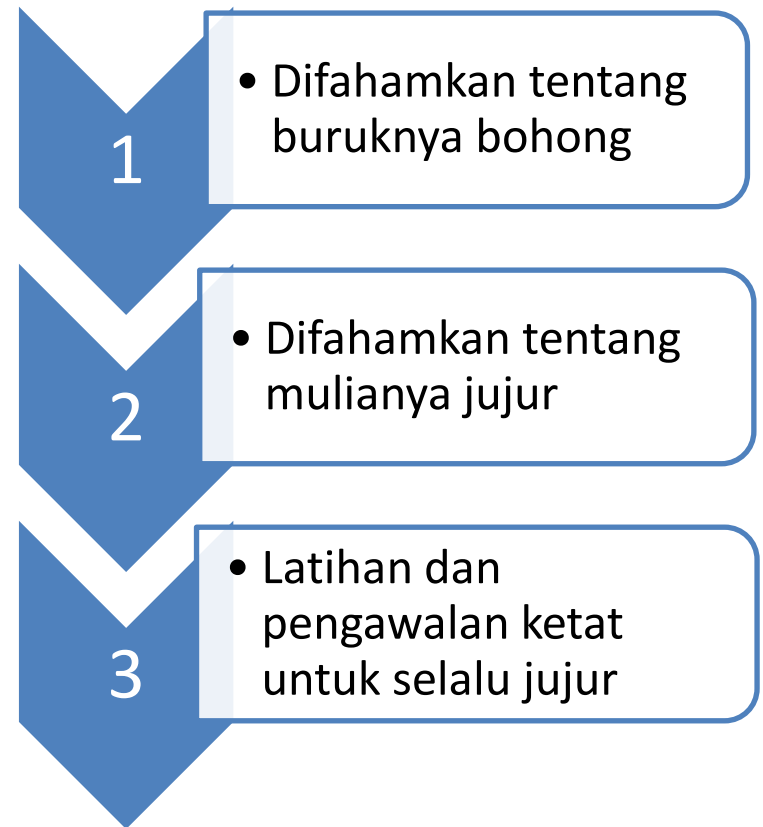 1
• Difahamkan tentang
buruknya bohong
2
• Difahamkan tentang
mulianya jujur
3
• Latihan dan
pengawalan ketat
untuk selalu jujur